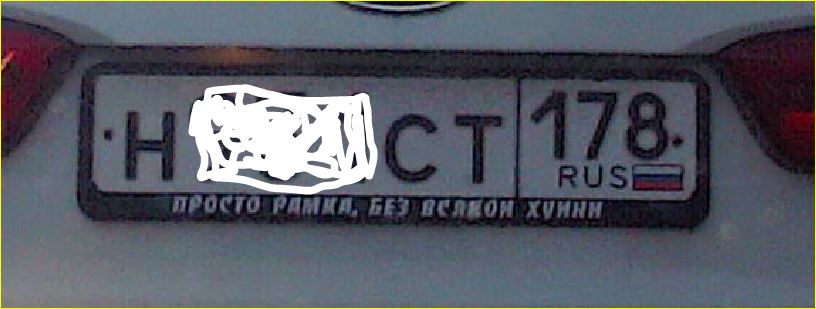 Н СТ 178
RUS
ПРОСТО РАМКА, БЕЗ ВСЯКОЙ ХУЙНИ